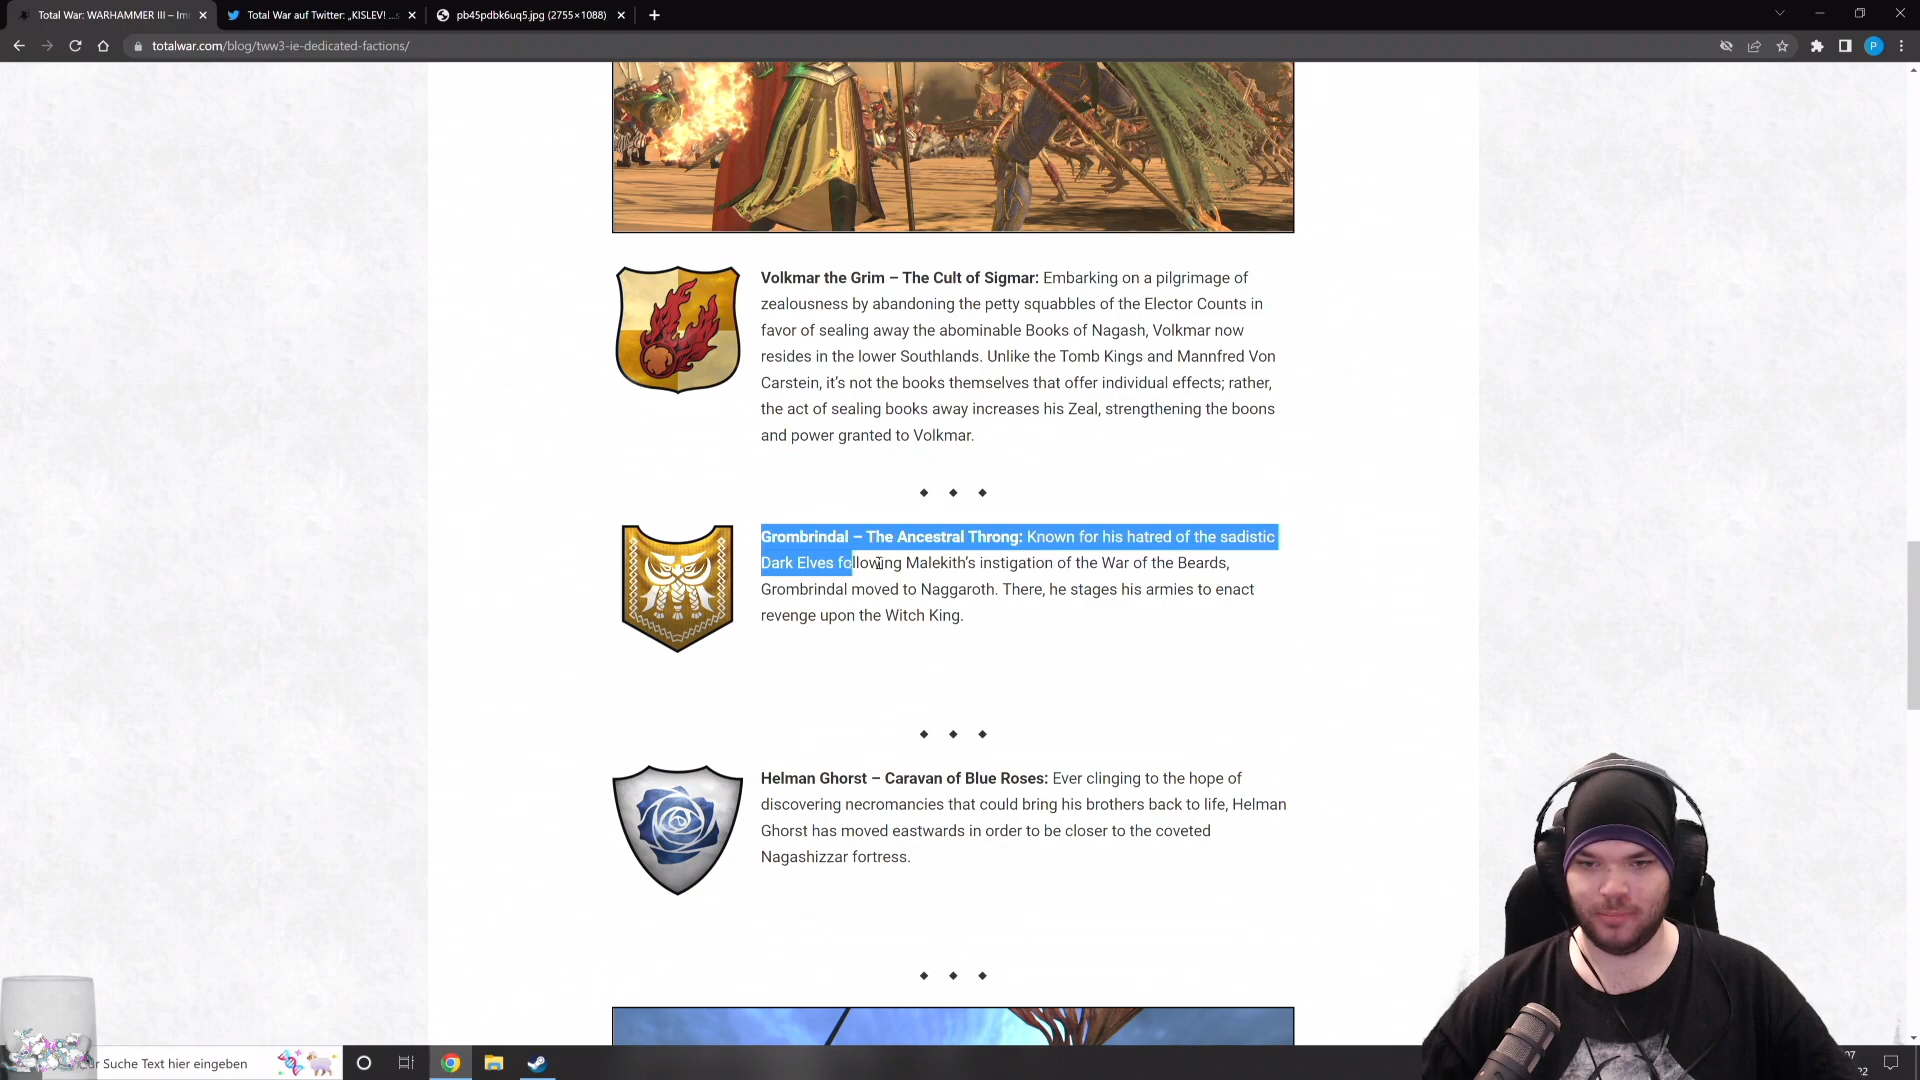 Total War: WARHAMMER III – Im
Total War auf Twitter: „KISLEV! ...s
pb45pdbk6uq5.jpg (2755×1088)
totalwar.com/blog/tww3-ie-dedicated-factions/
P
Volkmar the Grim – The Cult of Sigmar: Embarking on a pilgrimage of
zealousness by abandoning the petty squabbles of the Elector Counts in
favor of sealing away the abominable Books of Nagash, Volkmar now
resides in the lower Southlands. Unlike the Tomb Kings and Mannfred Von
Carstein, it’s not the books themselves that offer individual effects; rather,
the act of sealing books away increases his Zeal, strengthening the boons
and power granted to Volkmar.
Grombrindal – The Ancestral Throng: Known for his hatred of the sadistic
Dark Elves following Malekith’s instigation of the War of the Beards,
Grombrindal moved to Naggaroth. There, he stages his armies to enact
revenge upon the Witch King.
Helman Ghorst – Caravan of Blue Roses: Ever clinging to the hope of
discovering necromancies that could bring his brothers back to life, Helman
Ghorst has moved eastwards in order to be closer to the coveted
Nagashizzar fortress.
ur Suche Text hier eingeben
07
22